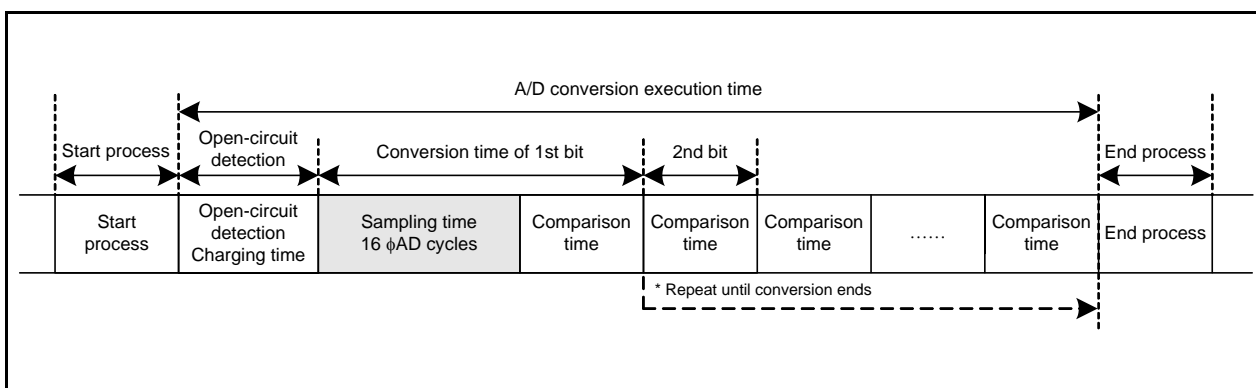 A/D conversion execution time
Start process
Open-circuit
detection
Conversion time of 1st bit
2nd bit
End process
Start
process
Open-circuit
detection
Charging time
Sampling time
16 ϕAD cycles
Comparison
time
Comparison
time
Comparison
time
......
Comparison
time
End process
* Repeat until conversion ends